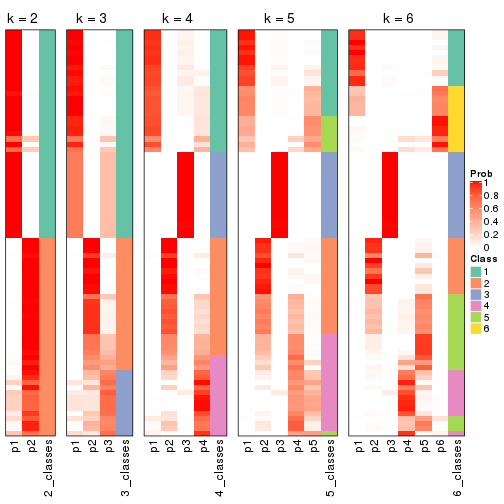 k = 2 k = 3 k = 4 k = 5 k = 6
Prob
1
0.8
0.6
0.4
0.2
0
Class
1
2
3
4
5
6
p1 p2 2_classes
p1 p2 p3 3_classes
p1 p2 p3 p4 4_classes
p1 p2 p3 p4 p5 5_classes
p1 p2 p3 p4 p5 p6 6_classes